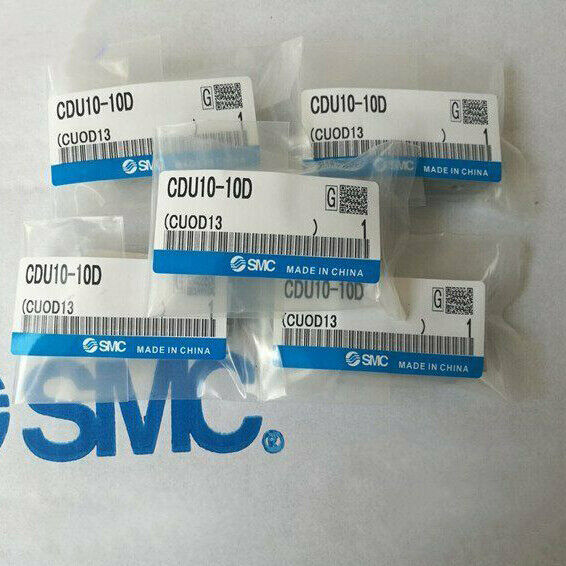 CDU10-10D
G
(CUOD13
SM
CDU10-10D
G
(CUOD13
1
SMC MADE IN CHINA
CDU10-10D
G
(CUOD13 ) 1
SMC MADE IN CHINA
CDU10-10D
(CUOD13
1
SMC MADE IN CHINA
CDU10-10D
G
(CUOD13 ) 1
SMC MADE IN CHINA
SMC®